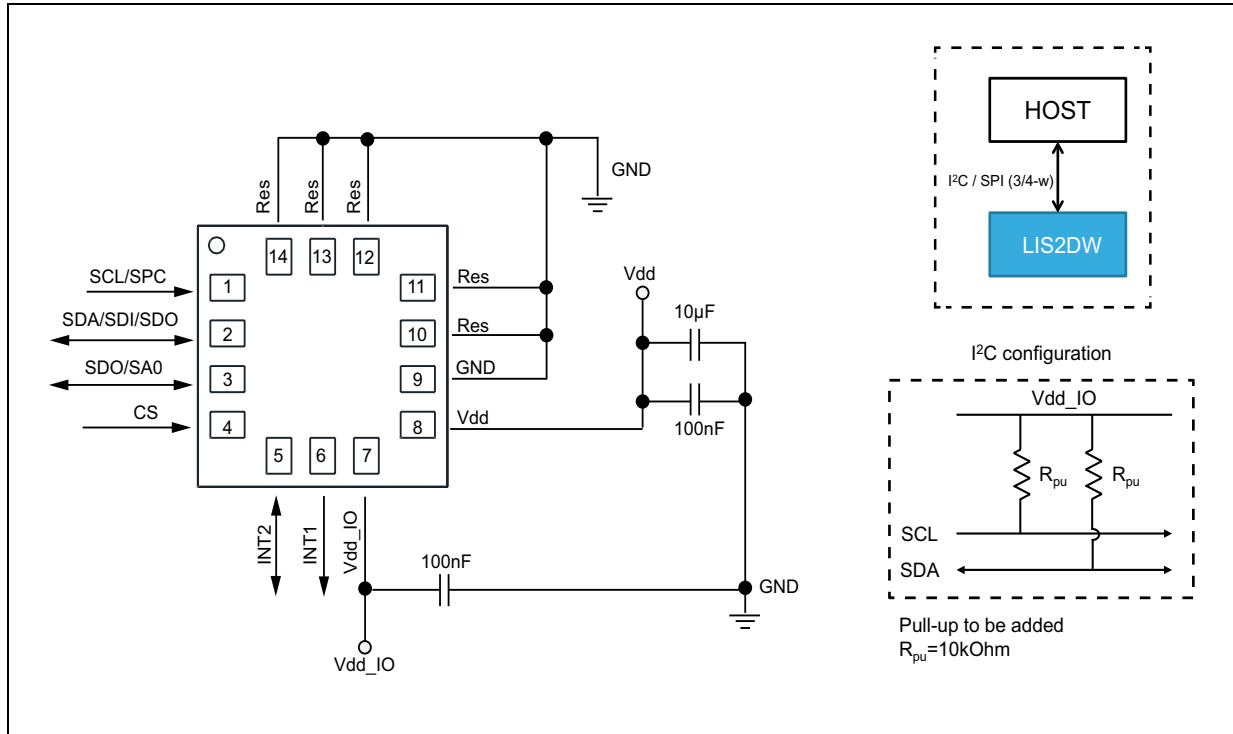 GND
Res
Res
Res
14
13
12
SCL/SPC
1
11
Res
SDA/SDI/SDO
2
10
Res
SDO/SA0
3
9
GND
CS
4
8
Vdd
5
6
7
INT2
INT1
Vdd_IO
Vdd
10µF
100nF
100nF
GND
Vdd_IO
HOST
I²C / SPI (3/4-w)
LIS2DW
I²C configuration
Vdd_IO
Rpu
Rpu
SCL
SDA
Pull-up to be added
Rpu=10kOhm